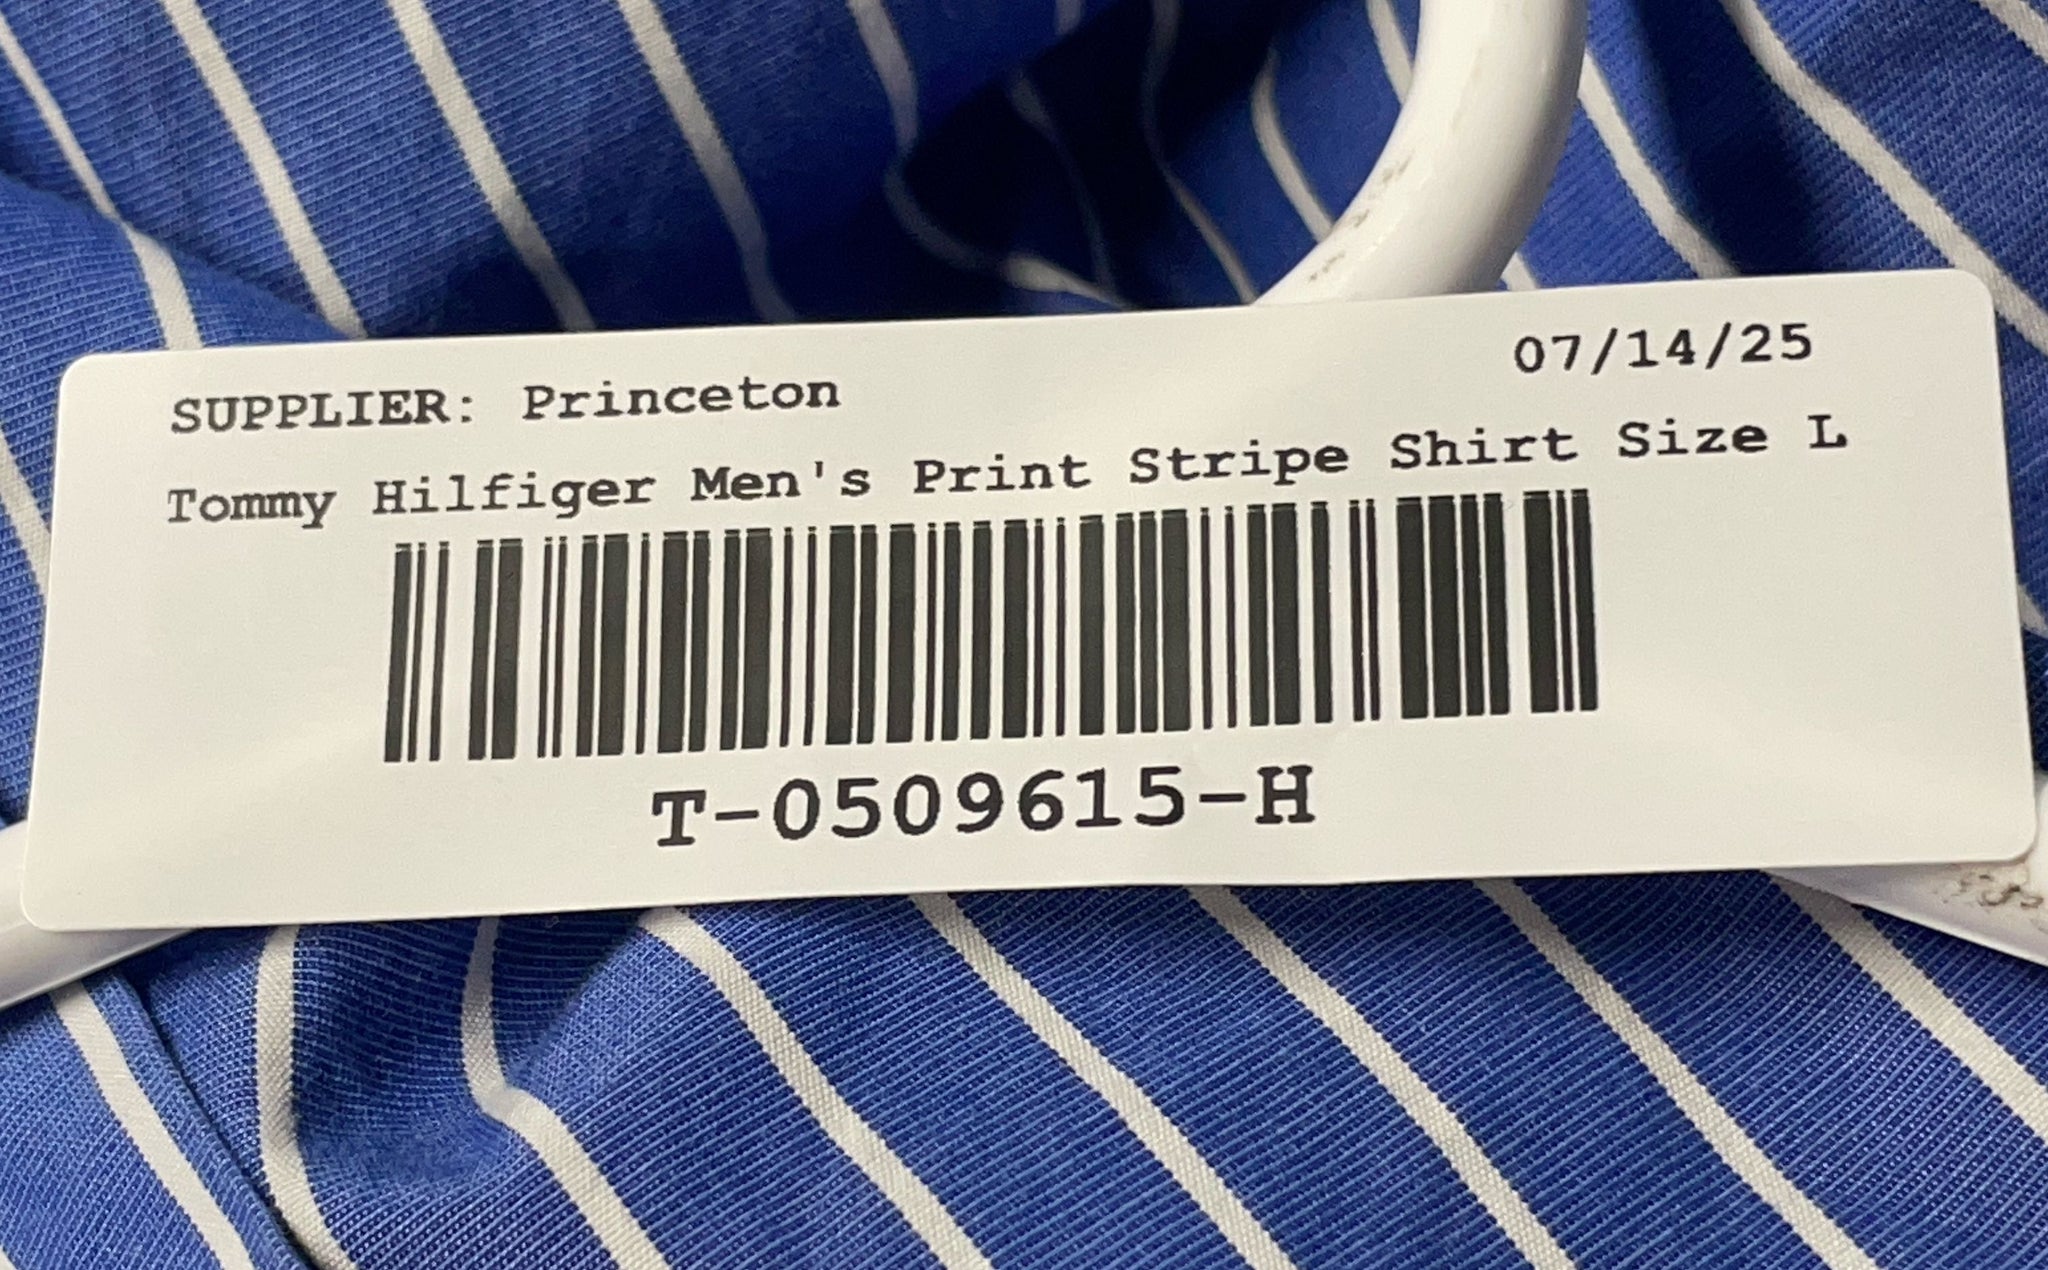 SUPPLIER: Princeton 07/14/25
Tommy Hilfiger Men's Print Stripe Shirt Size L
T-0509615-H